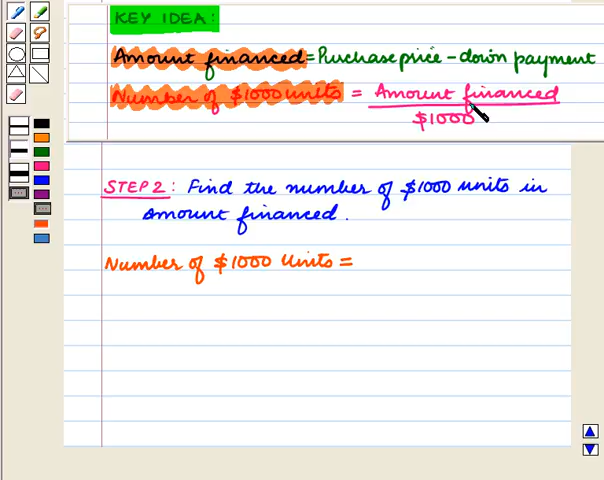 KEY IDEA:
Amount financed = Purchase price - down payment
Number of $1000 units = Amount financed
$1000
STEP 2: Find the number of $1000 units in
Amount financed.
Number of $1000 Units =